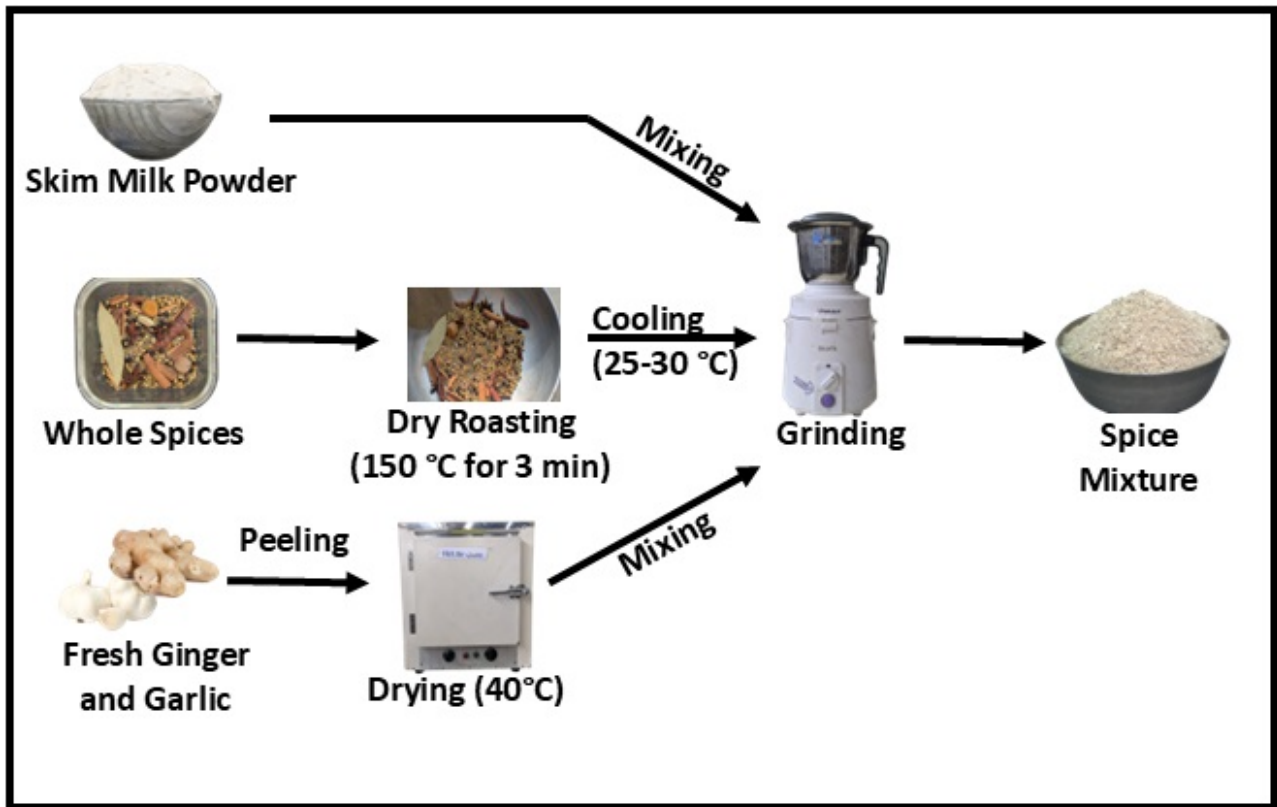 Skim Milk Powder
Mixing
Whole Spices
Dry Roasting
(150 °C for 3 min)
Cooling
(25-30 °C)
Grinding
Spice
Mixture
Fresh Ginger
and Garlic
Peeling
Drying (40°C)
Mixing